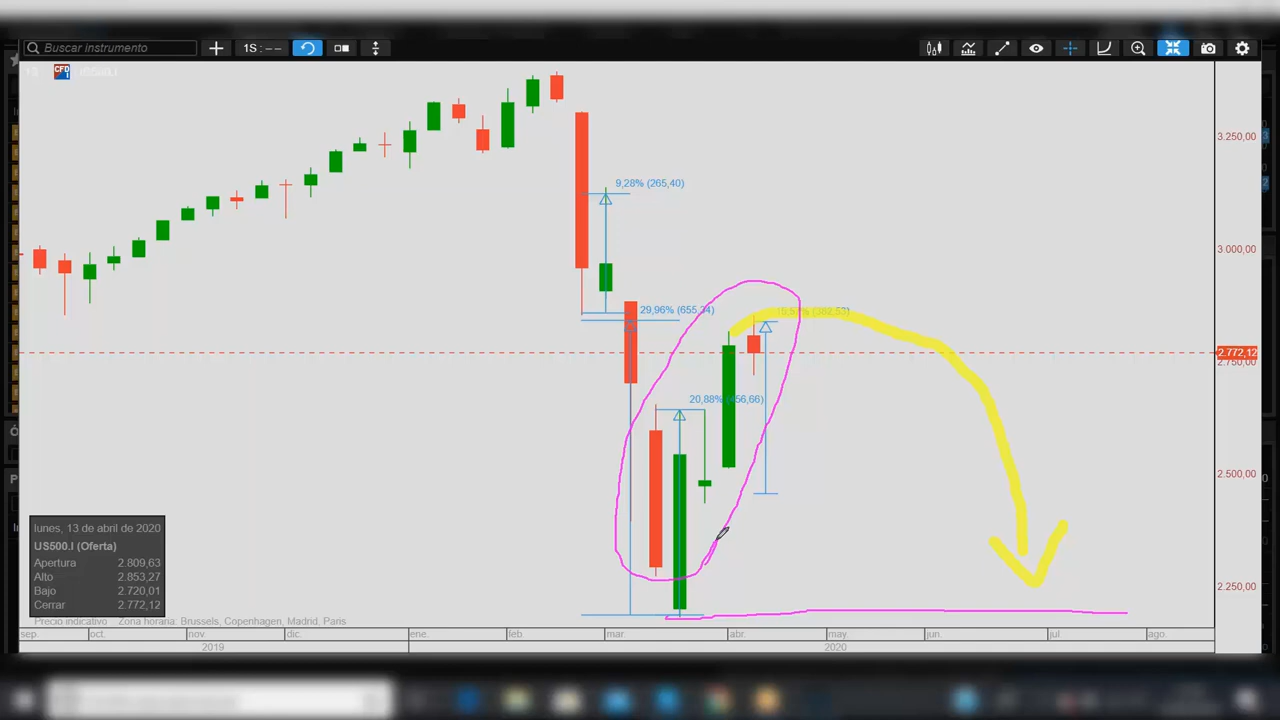 Buscar instrumento
1S : – –
CFD
US500.I
3.250,00
9,28% (265,40)
3.000,00
29,96% (655,34)
2.772,12
2.750,00
20,88% (456,66)
2.500,00
lunes, 13 de abril de 2020
US500.I (Oferta)
Apertura 2.809,63
Alto 2.853,27
Bajo 2.720,01
Cerrar 2.772,12
2.250,00
Precio indicativo Zona horaria: Brussels, Copenhagen, Madrid, Paris
sep. oct. nov. dic. ene. feb. mar. abr. may. jun. jul ago.
2019 2020